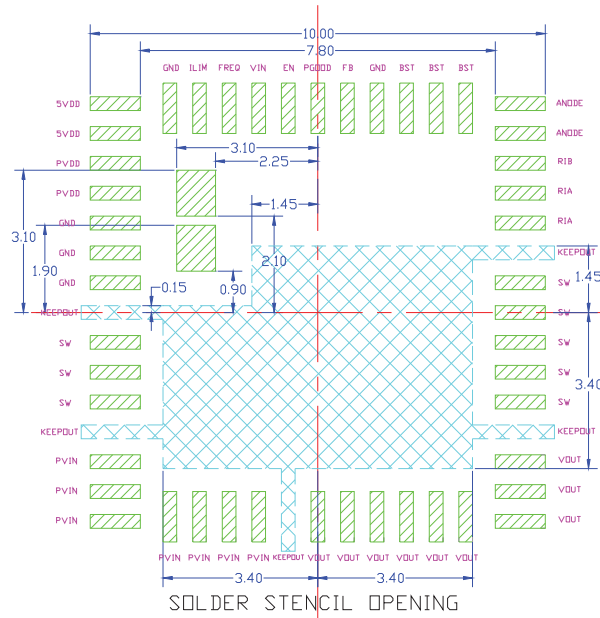 10.00
7.80
GND ILIM FREQ VIN EN PGOOD FB GND BST BST BST
5VDD ANODE
5VDD ANODE
3.10
PVDD RIB
2.25
PVDD RIA
1.45
GND RIA
3.10 2.10
1.90
GND KEEPOUT
GND 0.15 0.90 SW 1.45
KEEPOUT SW
SW SW
SW SW
3.40
SW SW
KEEPOUT KEEPOUT
PVIN VOUT
PVIN VOUT
PVIN VOUT
PVIN PVIN PVIN PVIN KEEPOUT VOUT VOUT VOUT VOUT VOUT VOUT
3.40 3.40
SOLDER STENCIL OPENING